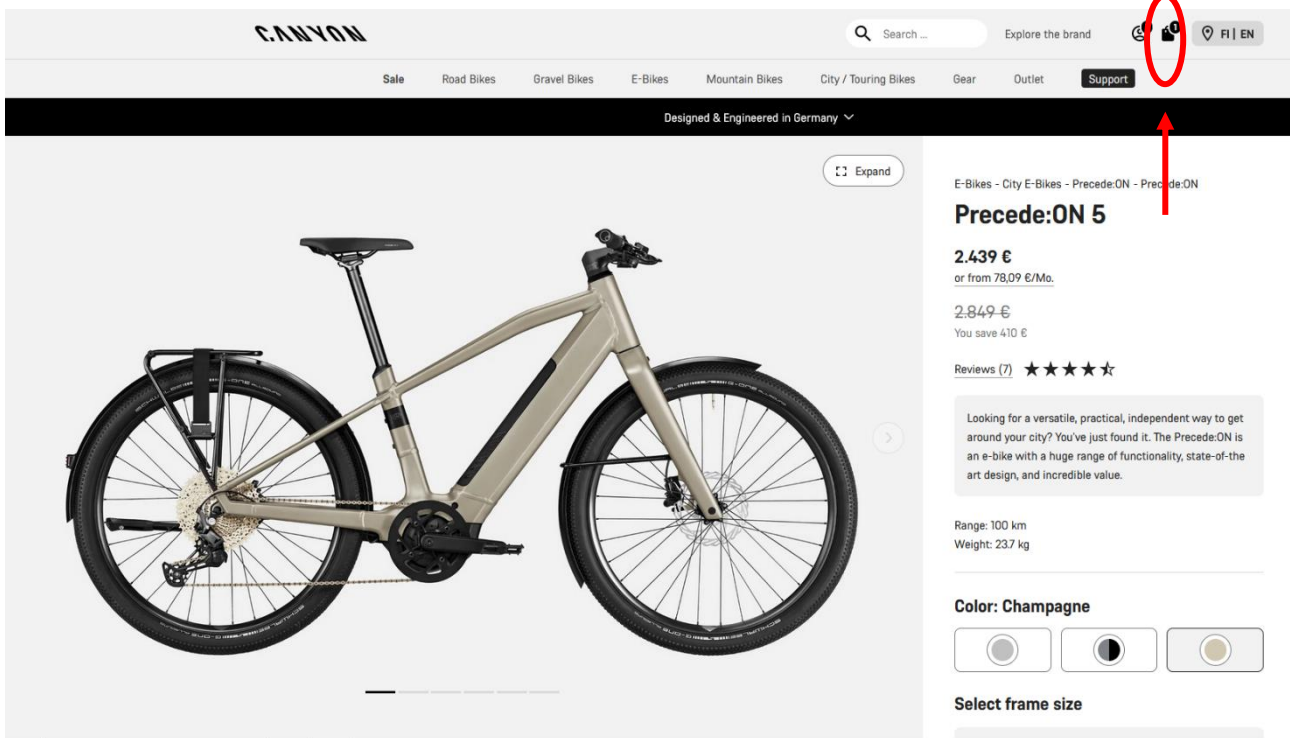 CANYON
Search ...
Explore the brand
1
FI | EN
Sale
Road Bikes
Gravel Bikes
E-Bikes
Mountain Bikes
City / Touring Bikes
Gear
Outlet
Support
Designed & Engineered in Germany
Expand
E-Bikes - City E-Bikes - Precede:ON - Precede:ON
Precede:ON 5
2.439 €
or from 78,09 €/Mo.
2.849 €
You save 410 €
Reviews (7)
Looking for a versatile, practical, independent way to get
around your city? You've just found it. The Precede:ON is
an e-bike with a huge range of functionality, state-of-the
art design, and incredible value.
Range: 100 km
Weight: 23.7 kg
Color: Champagne
Select frame size